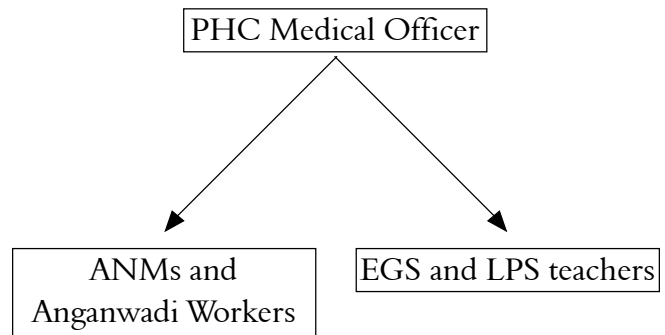 PHC Medical Officer
ANMs and
Anganwadi Workers
EGS and LPS teachers